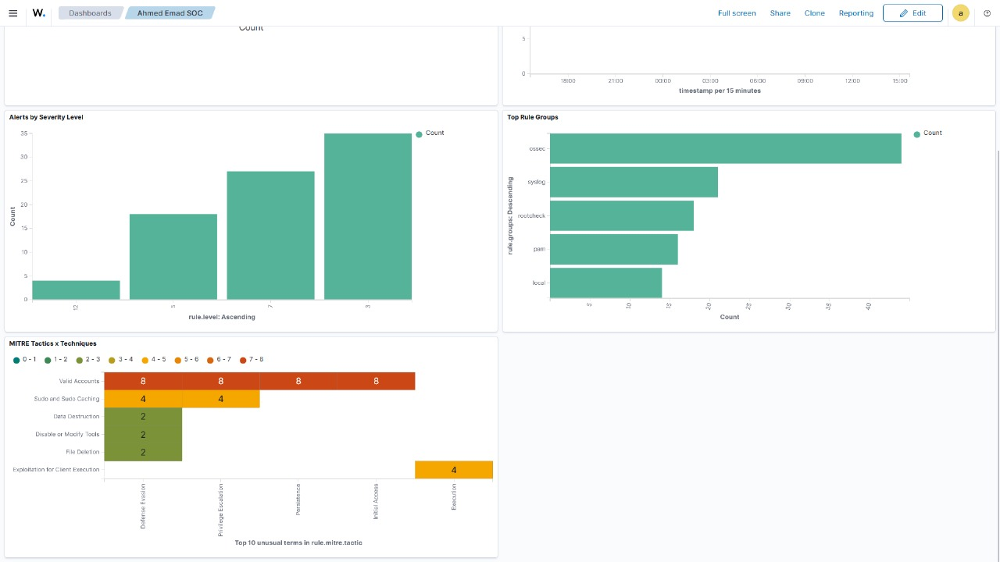 W.
Dashboards
Ahmed Emad SOC
Full screen
Share
Clone
Reporting
Edit
a
Count
5
0
18:00 21:00 00:00 03:00 06:00 09:00 12:00 15:00
timestamp per 15 minutes
Alerts by Severity Level
Count
35
30
25
20
15
10
5
0
Count
12 5 7 3
rule.level: Ascending
Top Rule Groups
Count
rule.groups: Descending
ossec
syslog
rootcheck
pam
local
5 10 15 20 25 30 35 40
Count
MITRE Tactics x Techniques
0 - 1 1 - 2 2 - 3 3 - 4 4 - 5 5 - 6 6 - 7 7 - 8
Valid Accounts 8 8 8 8
Sudo and Sudo Caching 4 4
Data Destruction 2
Disable or Modify Tools 2
File Deletion 2
Exploitation for Client Execution 4
Defense Evasion
Privilege Escalation
Persistence
Initial Access
Execution
Top 10 unusual terms in rule.mitre.tactic